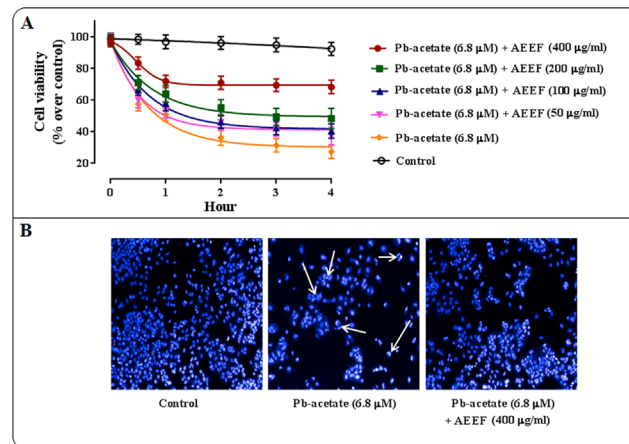 A
Cell viability
(% over control)
100
80
60
40
20
0
1
2
3
4
Hour
Pb-acetate (6.8 µM) + AEEF (400 µg/ml)
Pb-acetate (6.8 µM) + AEEF (200 µg/ml)
Pb-acetate (6.8 µM) + AEEF (100 µg/ml)
Pb-acetate (6.8 µM) + AEEF (50 µg/ml)
Pb-acetate (6.8 µM)
Control
B
Control
Pb-acetate (6.8 µM)
Pb-acetate (6.8 µM)
+ AEEF (400 µg/ml)